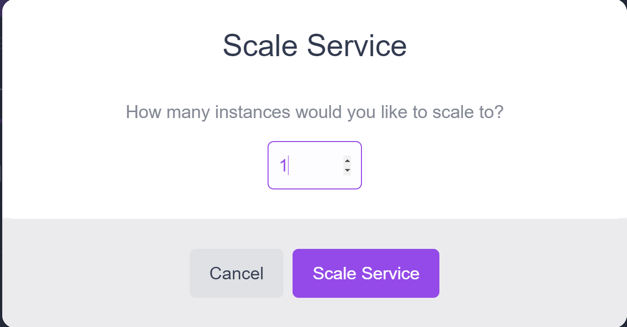 Scale Service
How many instances would you like to scale to?
1
Cancel
Scale Service